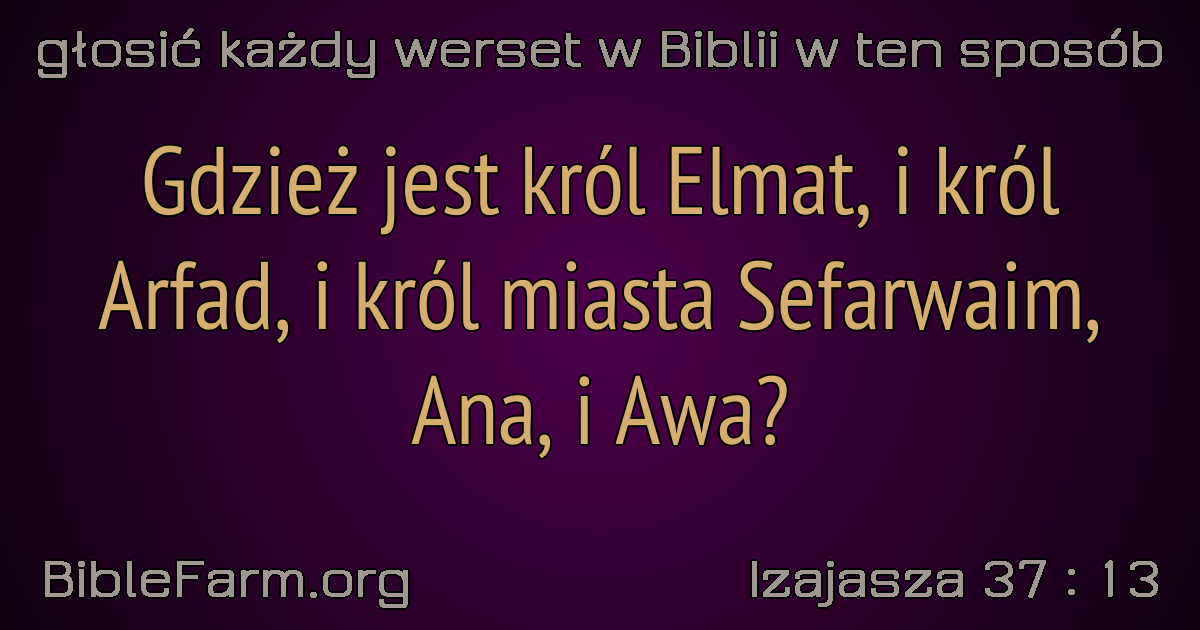 głosić każdy werset w Biblii w ten sposób
Gdzież jest król Elmat, i król
Arfad, i król miasta Sefarwaim,
Ana, i Awa?
BibleFarm.org
Izajasza 37 : 13